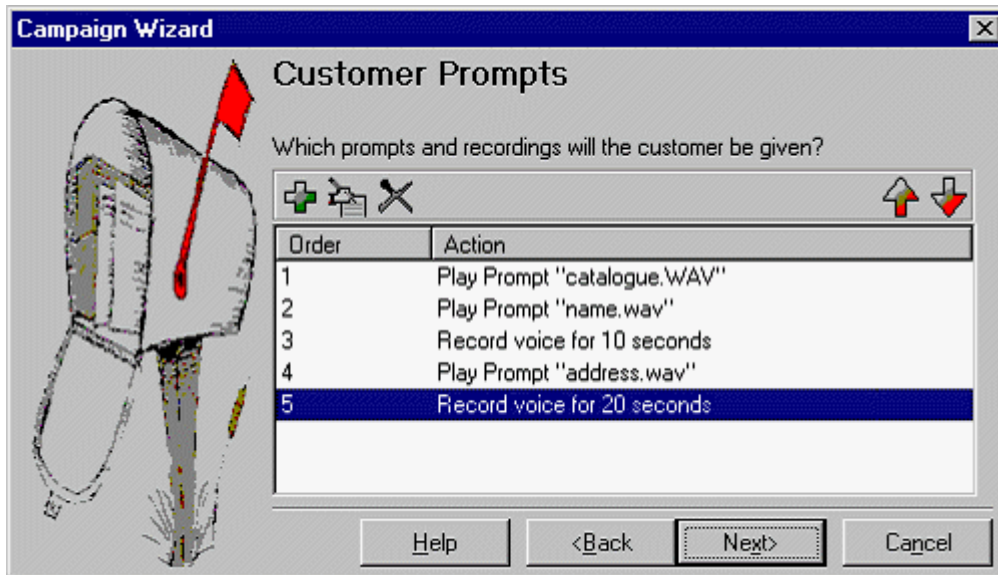 Campaign Wizard
Customer Prompts
Which prompts and recordings will the customer be given?
Order Action
1 Play Prompt "catalogue.WAV"
2 Play Prompt "name.wav"
3 Record voice for 10 seconds
4 Play Prompt "address.wav"
5 Record voice for 20 seconds
Help <Back Next> Cancel